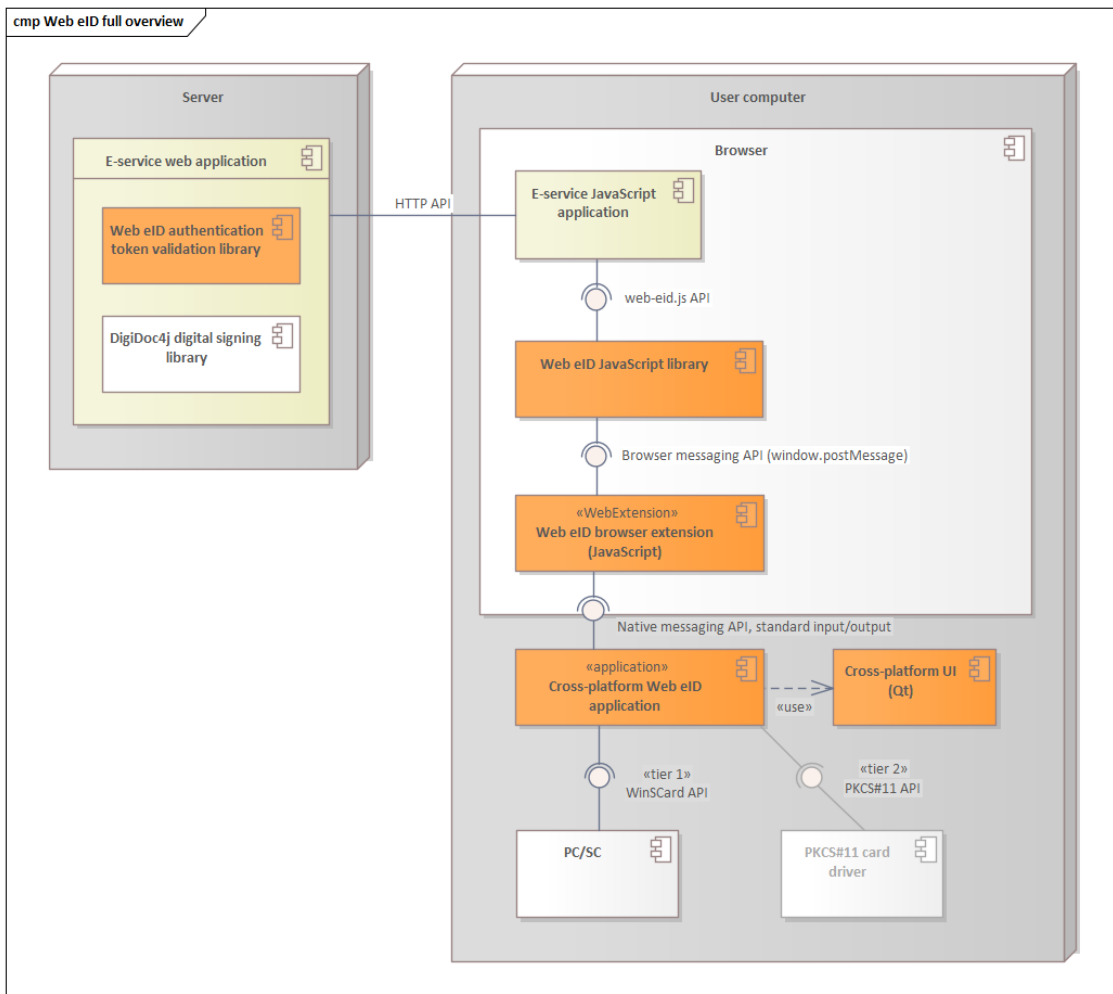 cmp Web eID full overview
Server
E-service web application
Web eID authentication
token validation library
DigiDoc4j digital signing
library
HTTP API
User computer
Browser
E-service JavaScript
application
web-eid.js API
Web eID JavaScript library
Browser messaging API (window.postMessage)
«WebExtension»
Web eID browser extension
(JavaScript)
Native messaging API, standard input/output
«application»
Cross-platform Web eID
application
«use»
Cross-platform UI
(Qt)
«tier 1»
WinSCard API
«tier 2»
PKCS#11 API
PC/SC
PKCS#11 card
driver